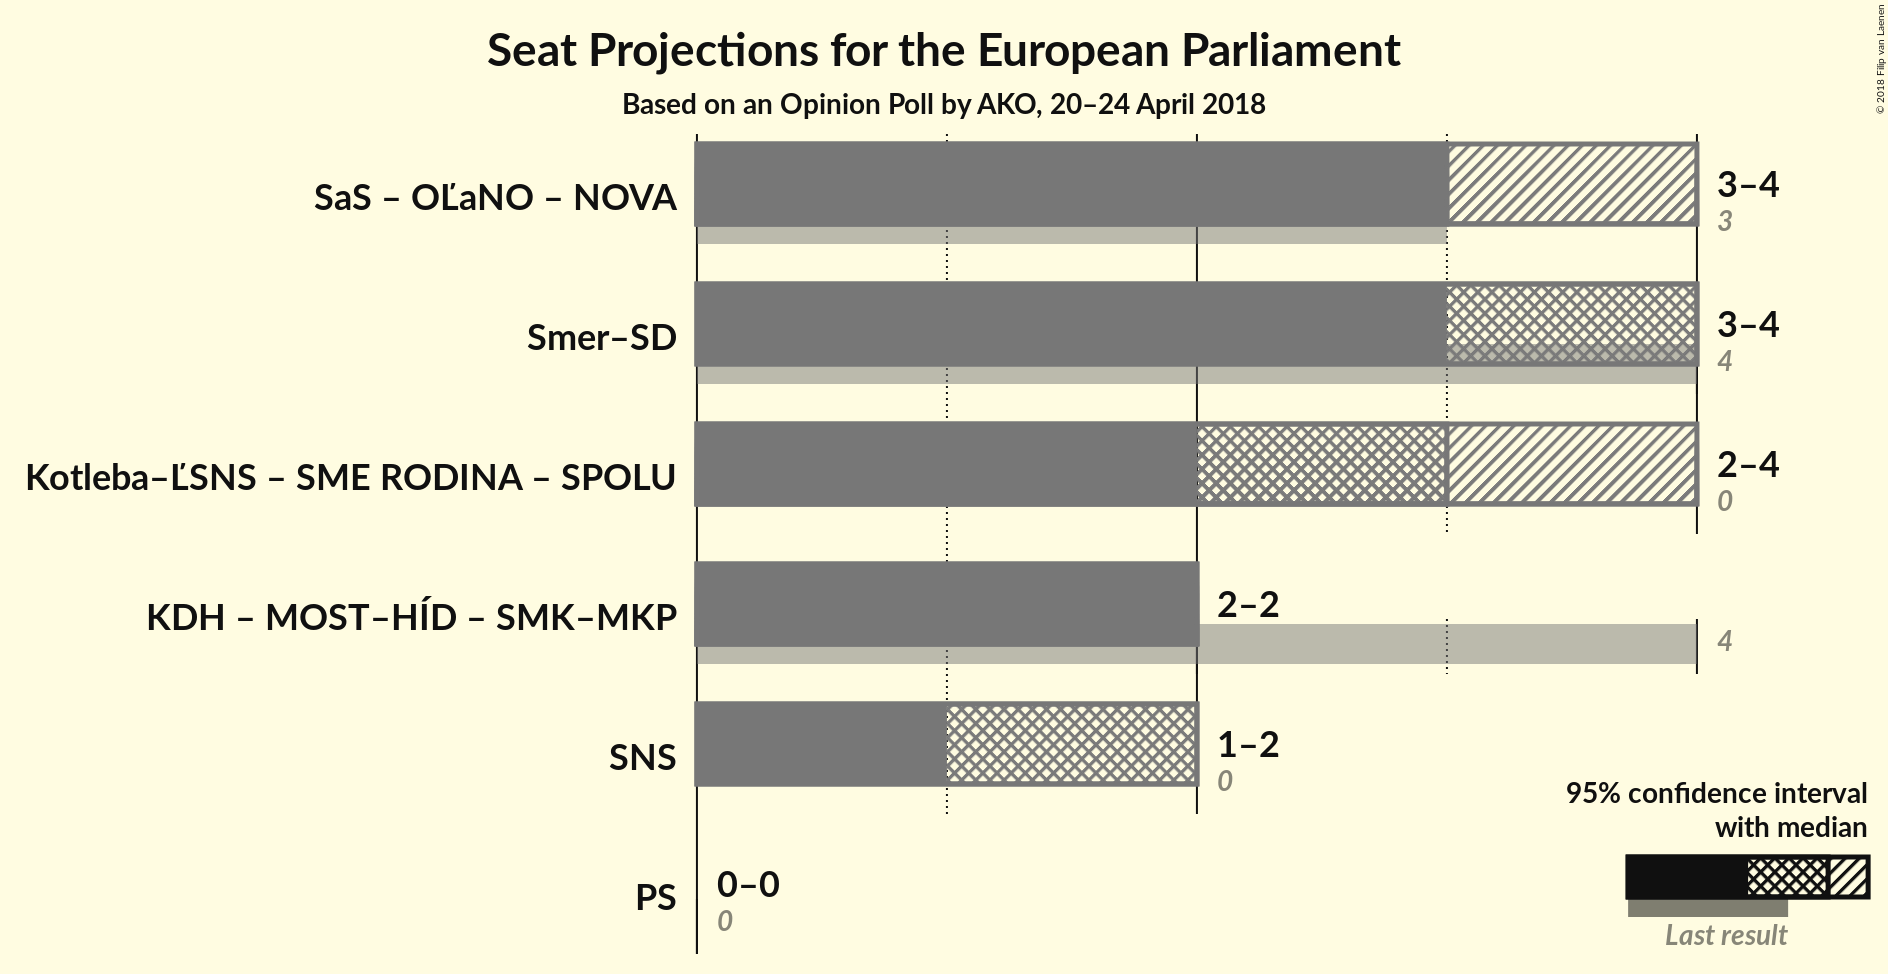 Seat Projections for the European Parliament
Based on an Opinion Poll by AKO, 20–24 April 2018
© 2018 Filip van Laenen
SaS – OĽaNO – NOVA
3–4
3
Smer–SD
3–4
4
Kotleba–ĽSNS – SME RODINA – SPOLU
2–4
0
KDH – MOST–HÍD – SMK–MKP
2–2
4
SNS
1–2
0
PS
0–0
0
95% confidence interval
with median
Last result